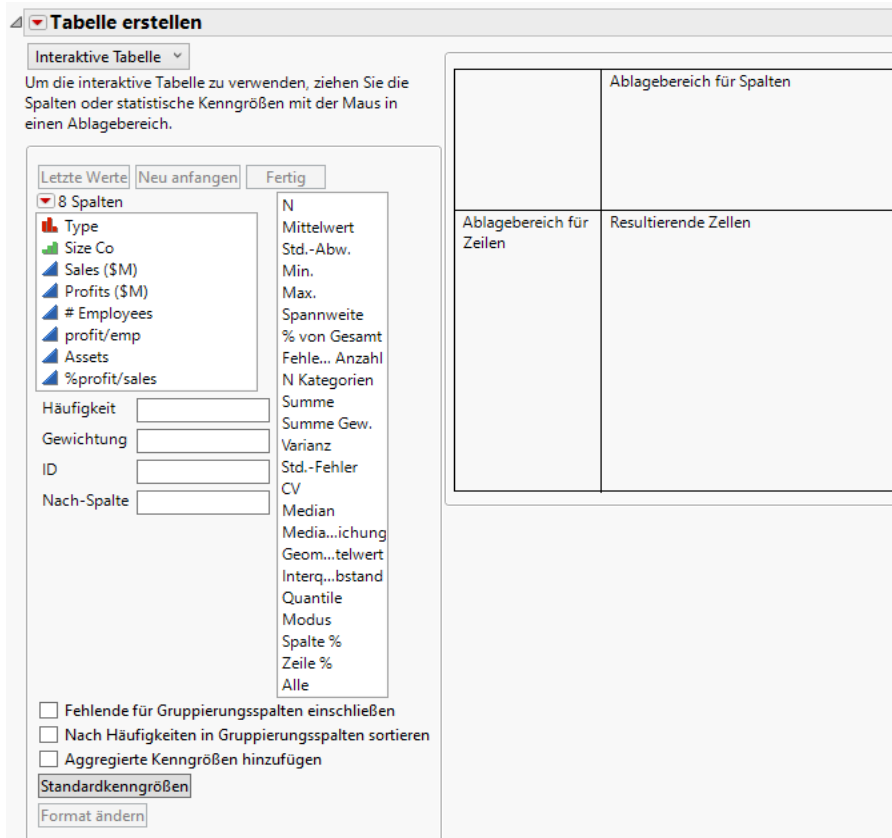 Tabelle erstellen
Interaktive Tabelle
Um die interaktive Tabelle zu verwenden, ziehen Sie die
Spalten oder statistische Kenngrößen mit der Maus in
einen Ablagebereich.
Letzte Werte Neu anfangen Fertig
8 Spalten
Type
Size Co
Sales ($M)
Profits ($M)
# Employees
profit/emp
Assets
%profit/sales
Häufigkeit
Gewichtung
ID
Nach-Spalte
N
Mittelwert
Std.-Abw.
Min.
Max.
Spannweite
% von Gesamt
Fehle... Anzahl
N Kategorien
Summe
Summe Gew.
Varianz
Std.-Fehler
CV
Median
Media...ichung
Geom...telwert
Interq...bstand
Quantile
Modus
Spalte %
Zeile %
Alle
Fehlende für Gruppierungsspalten einschließen
Nach Häufigkeiten in Gruppierungsspalten sortieren
Aggregierte Kenngrößen hinzufügen
Standardkenngrößen
Format ändern
Ablagebereich für Spalten
Ablagebereich für
Zeilen
Resultierende Zellen